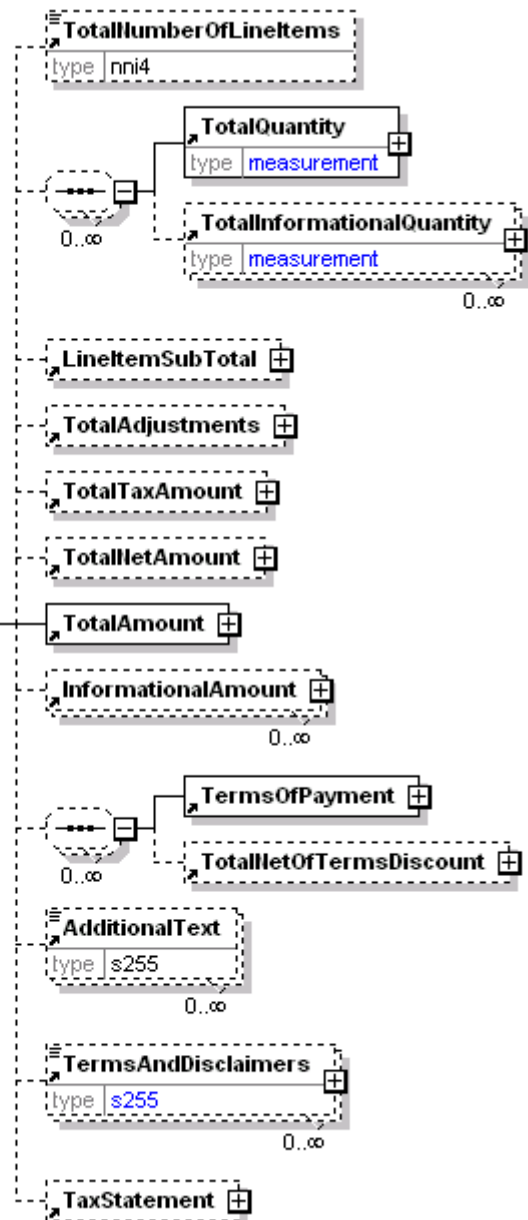 TotalNumberOfLineItems
type nni4
TotalQuantity
type measurement
0..∞
TotalInformationalQuantity
type measurement
0..∞
LineItemSubTotal
TotalAdjustments
TotalTaxAmount
TotalNetAmount
TotalAmount
InformationalAmount
0..∞
TermsOfPayment
0..∞
TotalNetOfTermsDiscount
AdditionalText
type s255
0..∞
TermsAndDisclaimers
type s255
0..∞
TaxStatement